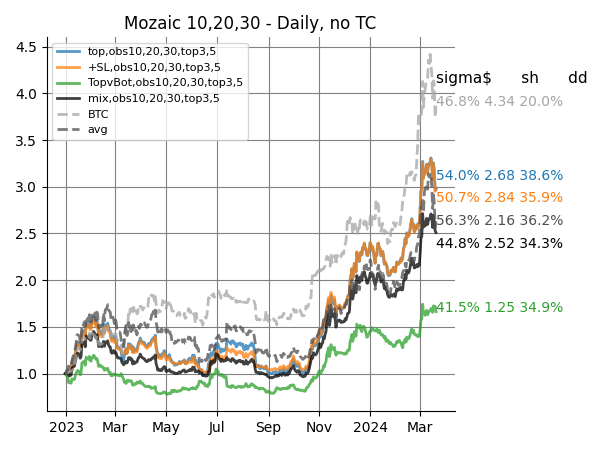 Mozaic 10,20,30 - Daily, no TC
top,obs10,20,30,top3,5
+SL,obs10,20,30,top3,5
TopvBot,obs10,20,30,top3,5
mix,obs10,20,30,top3,5
BTC
avg
sigma$ sh dd
46.8% 4.34 20.0%
54.0% 2.68 38.6%
50.7% 2.84 35.9%
56.3% 2.16 36.2%
44.8% 2.52 34.3%
41.5% 1.25 34.9%
4.5
4.0
3.5
3.0
2.5
2.0
1.5
1.0
2023 Mar May Jul Sep Nov 2024 Mar